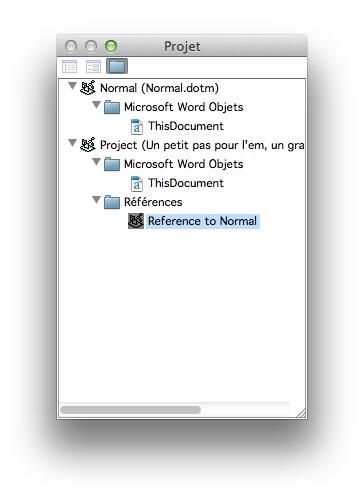 Projet
Normal (Normal.dotm)
Microsoft Word Objets
ThisDocument
Project (Un petit pas pour l'em, un gra
Microsoft Word Objets
ThisDocument
Références
Reference to Normal